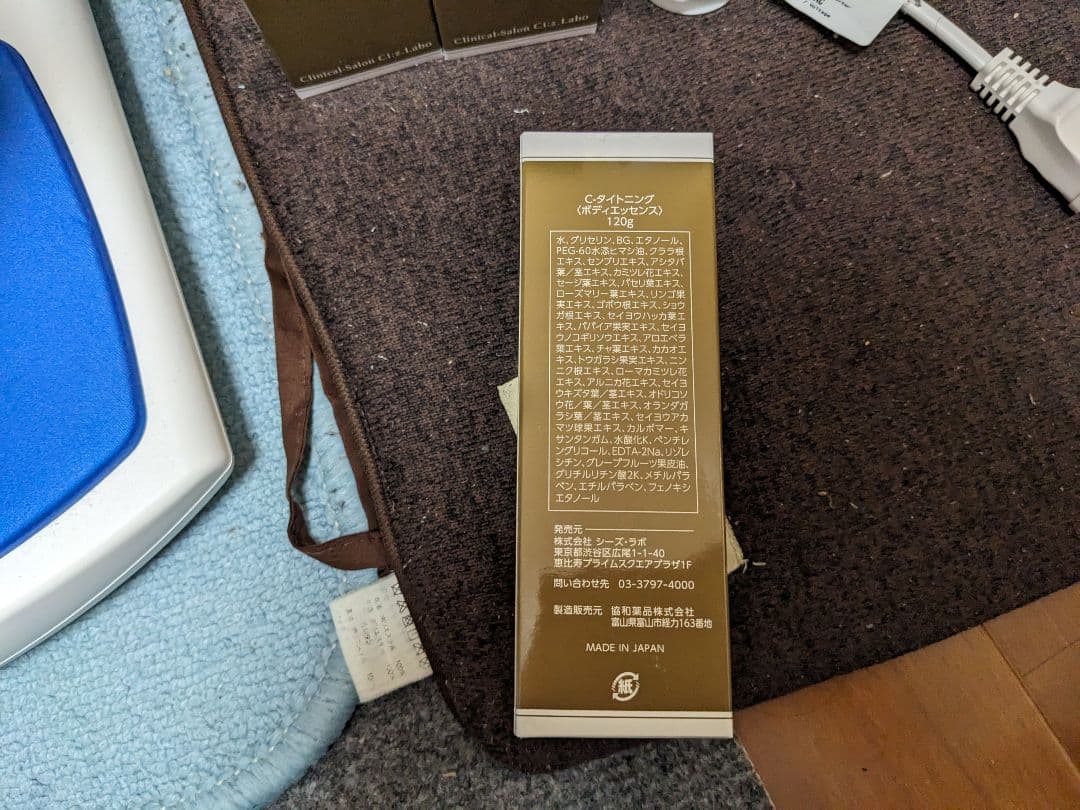 Clinical-Salon Ci:z.Labo
Clinical-Salon Ci:z.Labo
C-タイトニング
〈ボディエッセンス〉
120g
水、グリセリン、BG、エタノール、
PEG-60水添ヒマシ油、クララ根
エキス、センブリエキス、アシタバ
葉／茎エキス、カミツレ花エキス、
セージ葉エキス、パセリ葉エキス、
ローズマリー葉エキス、リンゴ果
実エキス、ゴボウ根エキス、ショウ
ガ根エキス、セイヨウハッカ葉エ
キス、パパイア果実エキス、セイヨ
ウノコギリソウエキス、アロエベラ
葉エキス、チャ葉エキス、カカオエ
キス、トウガラシ果実エキス、ニン
ニク根エキス、ローマカミツレ花
エキス、アルニカ花エキス、セイヨ
ウキズタ葉／茎エキス、オドリコソ
ウ花／葉／茎エキス、オランダガ
ラシ葉／茎エキス、セイヨウアカ
マツ球果エキス、カルボマー、キ
サンタンガム、水酸化K、ペンチレ
ングリコール、EDTA-2Na、リゾレ
シチン、グレープフルーツ果皮油、
グリチルリチン酸2K、メチルパラ
ベン、エチルパラベン、フェノキシ
エタノール
発売元
株式会社 シーズ・ラボ
東京都渋谷区広尾1-1-40
恵比寿プライムスクエアプラザ1F
問い合わせ先 03-3797-4000
製造販売元 協和薬品株式会社
富山県富山市経力163番地
MADE IN JAPAN
紙